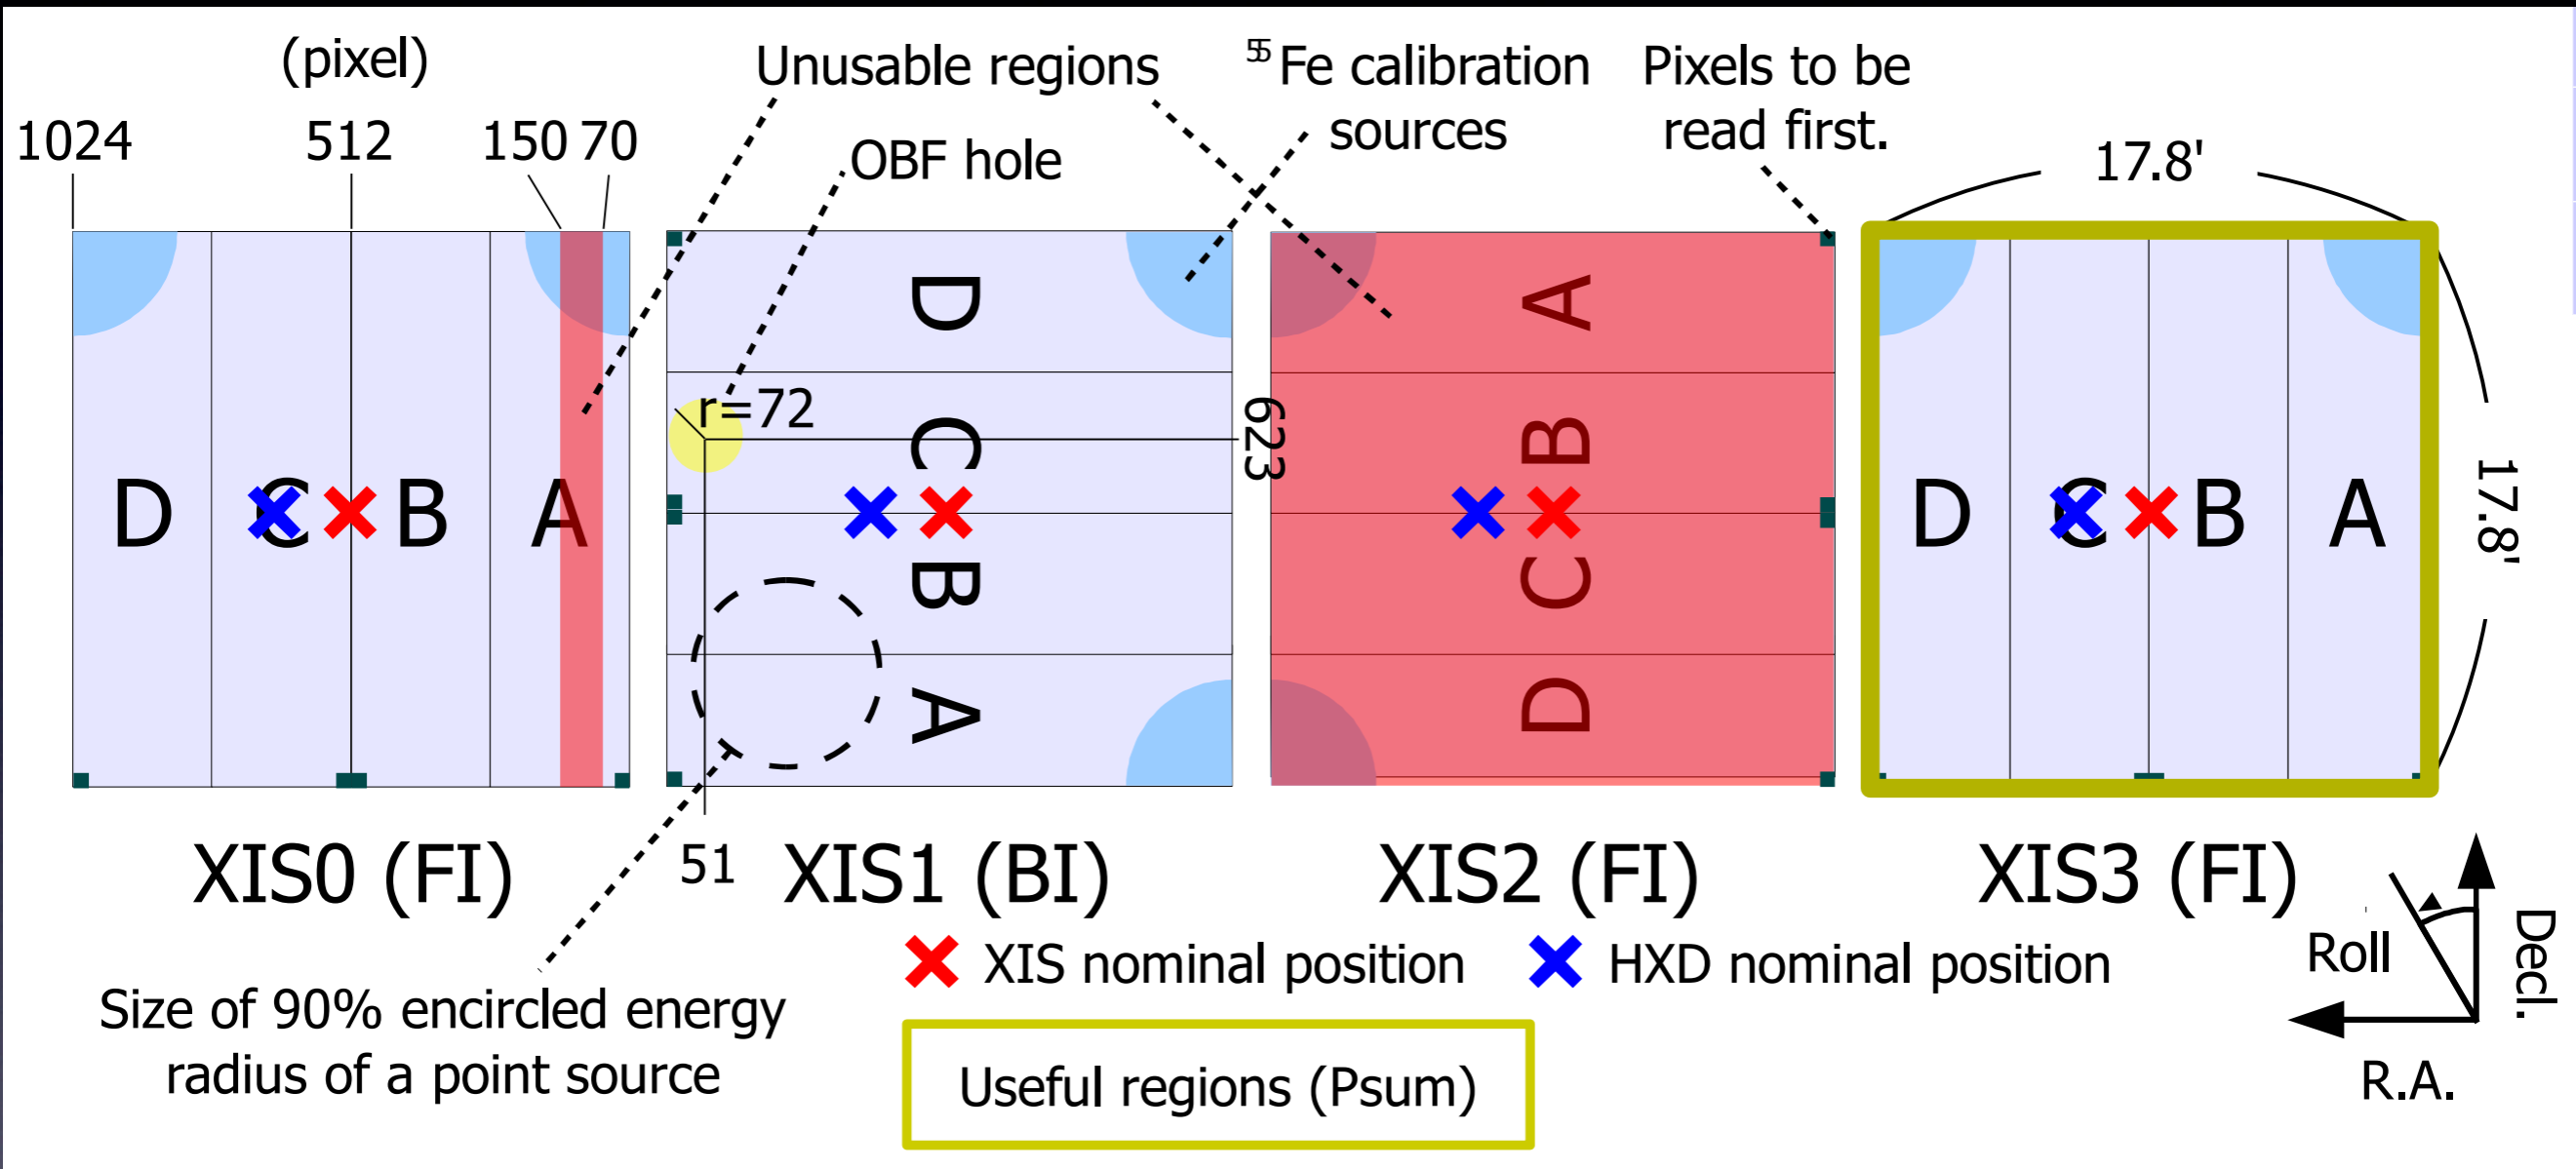 (pixel)
Unusable regions
55Fe calibration
sources
Pixels to be
read first.
1024
512
150
70
OBF hole
17.8'
D
C
B
A
r=72
623
D
C
B
A
A
B
C
D
D
C
B
A
17.8'
XIS0 (FI)
51
XIS1 (BI)
XIS2 (FI)
XIS3 (FI)
XIS nominal position
HXD nominal position
Roll
Decl.
R.A.
Size of 90% encircled energy
radius of a point source
Useful regions (Psum)